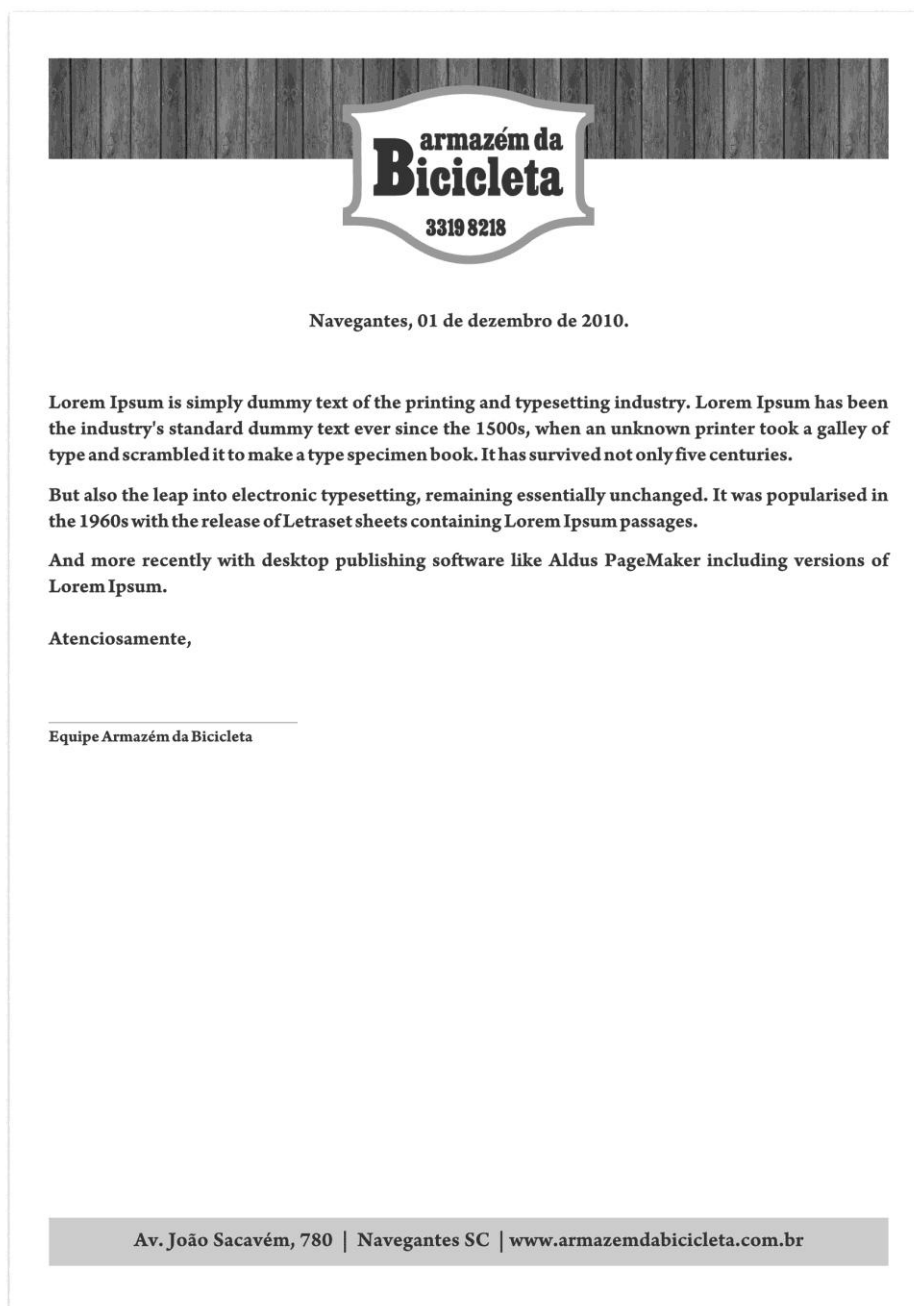 armazém da
Bicicleta
3319 8218
Navegantes, 01 de dezembro de 2010.
Lorem Ipsum is simply dummy text of the printing and typesetting industry. Lorem Ipsum has been
the industry's standard dummy text ever since the 1500s, when an unknown printer took a galley of
type and scrambled it to make a type specimen book. It has survived not only five centuries.
But also the leap into electronic typesetting, remaining essentially unchanged. It was popularised in
the 1960s with the release of Letraset sheets containing Lorem Ipsum passages.
And more recently with desktop publishing software like Aldus PageMaker including versions of
Lorem Ipsum.
Atenciosamente,
Equipe Armazém da Bicicleta
Av. João Sacavém, 780 | Navegantes SC | www.armazemdabicicleta.com.br